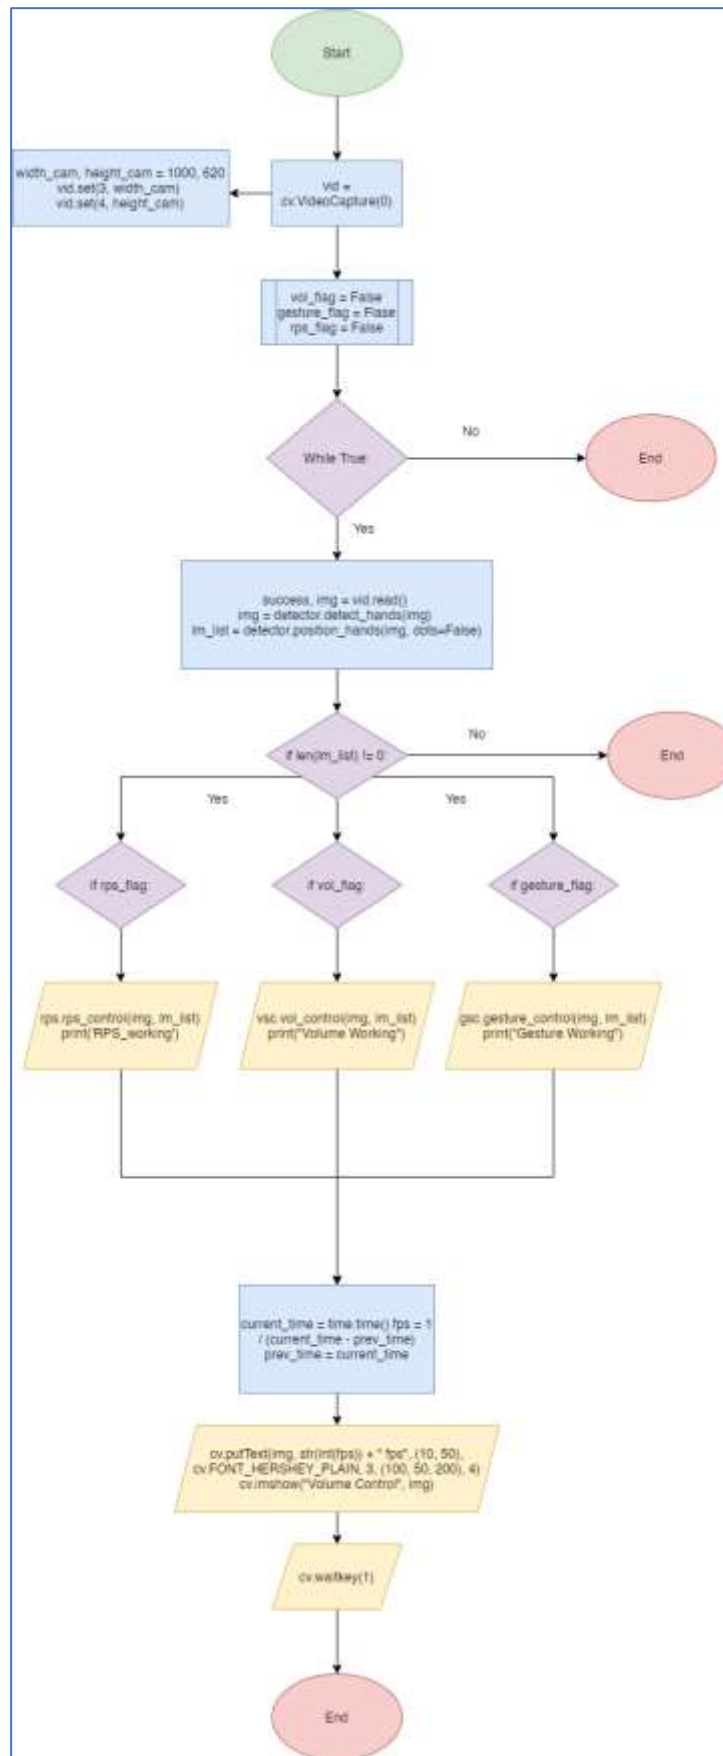 Start
width_cam, height_cam = 1000, 620
vid.set(3, width_cam)
vid.set(4, height_cam)
vid =
cv.VideoCapture(0)
vol_flag = False
gesture_flag = Flase
rps_flag = False
While True
No
End
Yes
success, img = vid.read()
img = detector.detect_hands(img)
lm_list = detector.position_hands(img, dots=False)
if len(lm_list) != 0:
No
End
Yes
Yes
if rps_flag:
if vol_flag:
if gesture_flag:
rps.rps_control(img, lm_list)
print('RPS_working')
vsc.vol_control(img, lm_list)
print("Volume Working")
gsc.gesture_control(img, lm_list)
print("Gesture Working")
current_time = time.time() fps = 1
/ (current_time - prev_time)
prev_time = current_time
cv.putText(img, str(int(fps)) + " fps", (10, 50),
cv.FONT_HERSHEY_PLAIN, 3, (100, 50, 200), 4)
cv.imshow("Volume Control", img)
cv.waitkey(1)
End